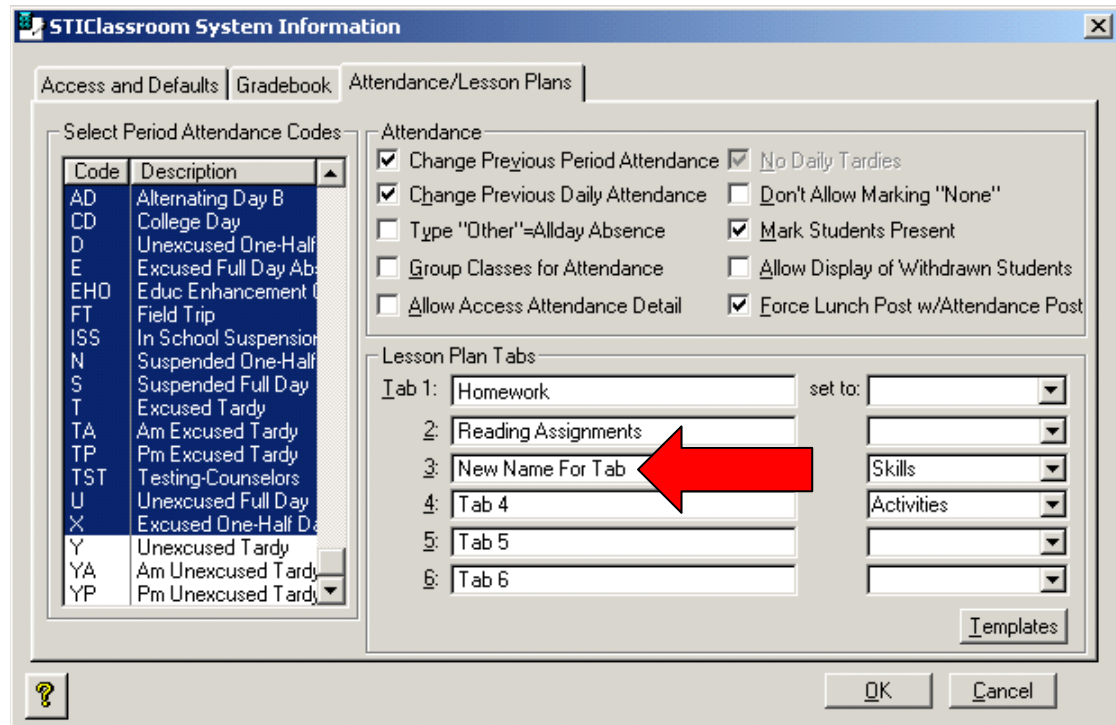 STIClassroom System Information
Access and Defaults
Gradebook
Attendance/Lesson Plans
Select Period Attendance Codes
Code Description
AD Alternating Day B
CD College Day
D Unexcused One-Half
E Excused Full Day Ab
EHO Educ Enhancement
FT Field Trip
ISS In School Suspension
N Suspended One-Half
S Suspended Full Day
T Excused Tardy
TA Am Excused Tardy
TP Pm Excused Tardy
TST Testing-Counselors
U Unexcused Full Day
X Excused One-Half Da
Y Unexcused Tardy
YA Am Unexcused Tardy
YP Pm Unexcused Tardy
Attendance
Change Previous Period Attendance
No Daily Tardies
Change Previous Daily Attendance
Don't Allow Marking "None"
Type "Other"=Allday Absence
Mark Students Present
Group Classes for Attendance
Allow Display of Withdrawn Students
Allow Access Attendance Detail
Force Lunch Post w/Attendance Post
Lesson Plan Tabs
Tab 1: Homework set to:
2: Reading Assignments
3: New Name For Tab Skills
4: Tab 4 Activities
5: Tab 5
6: Tab 6
Templates
?
OK
Cancel